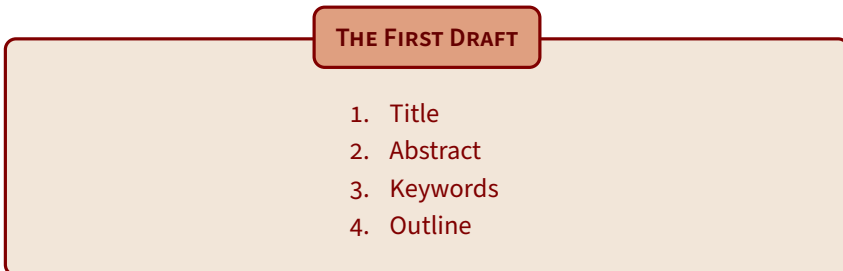 The First Draft
1. Title
2. Abstract
3. Keywords
4. Outline